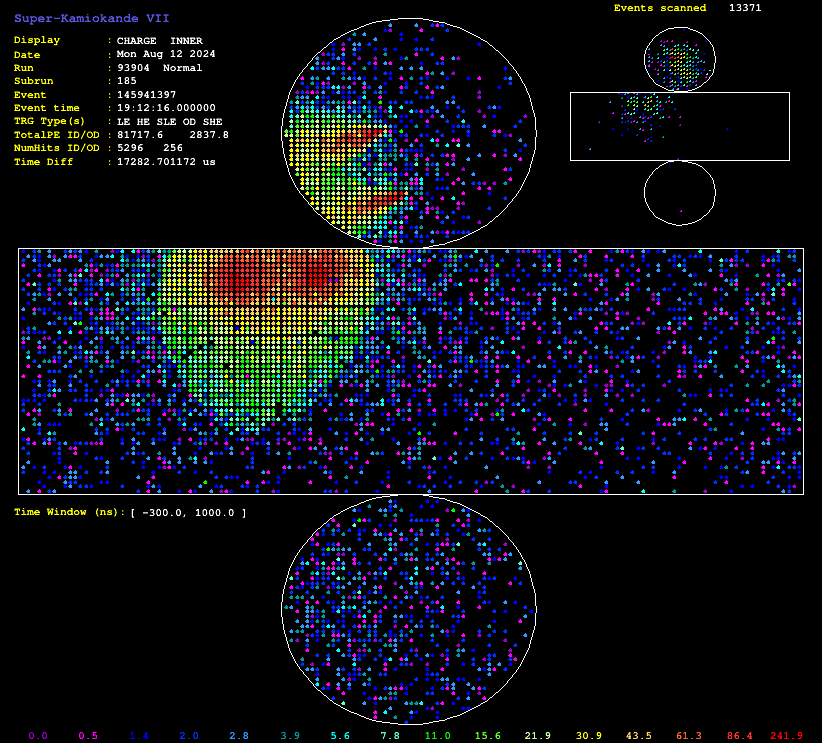 Super-Kamiokande VII
Events scanned 13371
Display : CHARGE INNER
Date : Mon Aug 12 2024
Run : 93904 Normal
Subrun : 185
Event : 145941397
Event time : 19:12:16.000000
TRG Type(s) : LE HE SLE OD SHE
TotalPE ID/OD : 81717.6 2837.8
NumHits ID/OD : 5296 256
Time Diff : 17282.701172 us
Time Window (ns): [ -300.0, 1000.0 ]
0.0 0.5 1.4 2.0 2.8 3.9 5.6 7.8 11.0 15.6 21.9 30.9 43.5 61.3 86.4 241.9